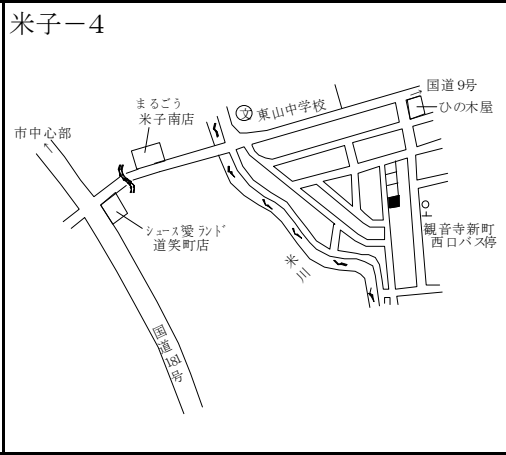 米子－4
国道9号
ひの木屋
まるごう
米子南店
文
東山中学校
市中心部
シュース愛ランド
道笑町店
観音寺新町
西口バス停
米川
国道181号